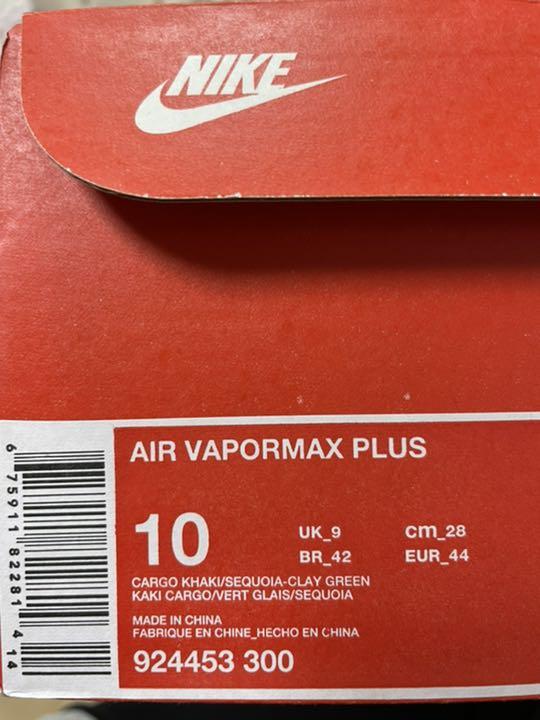 NIKE
AIR VAPORMAX PLUS
10
UK_9 cm_28
BR_42 EUR_44
CARGO KHAKI/SEQUOIA-CLAY GREEN
KAKI CARGO/VERT GLAIS/SEQUOIA
MADE IN CHINA
FABRIQUE EN CHINE_HECHO EN CHINA
924453 300
6 75911 82281 4 14